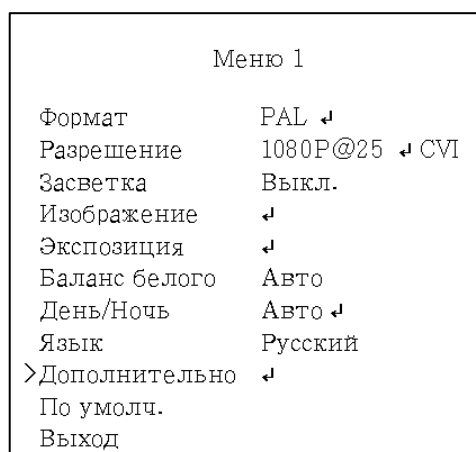 Меню 1
Формат PAL ↲
Разрешение 1080P@25 ↲ CVI
Засветка Выкл.
Изображение ↲
Экспозиция ↲
Баланс белого Авто
День/Ночь Авто ↲
Язык Русский
>Дополнительно ↲
По умолч.
Выход